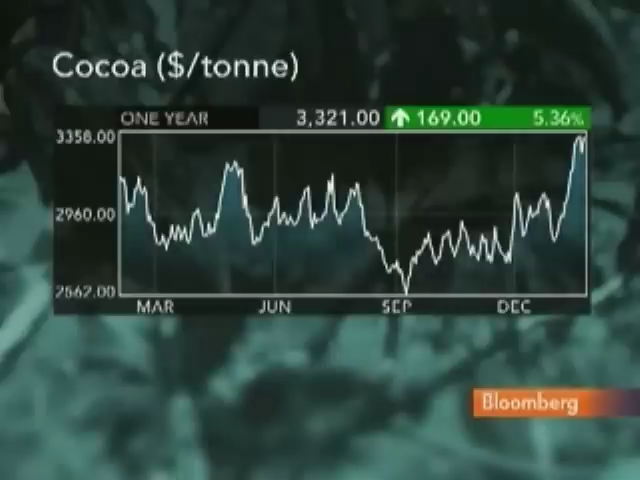 Cocoa ($/tonne)
ONE YEAR 3,321.00 169.00 5.36%
3358.00
2960.00
2562.00
MAR JUN SEP DEC
Bloomberg